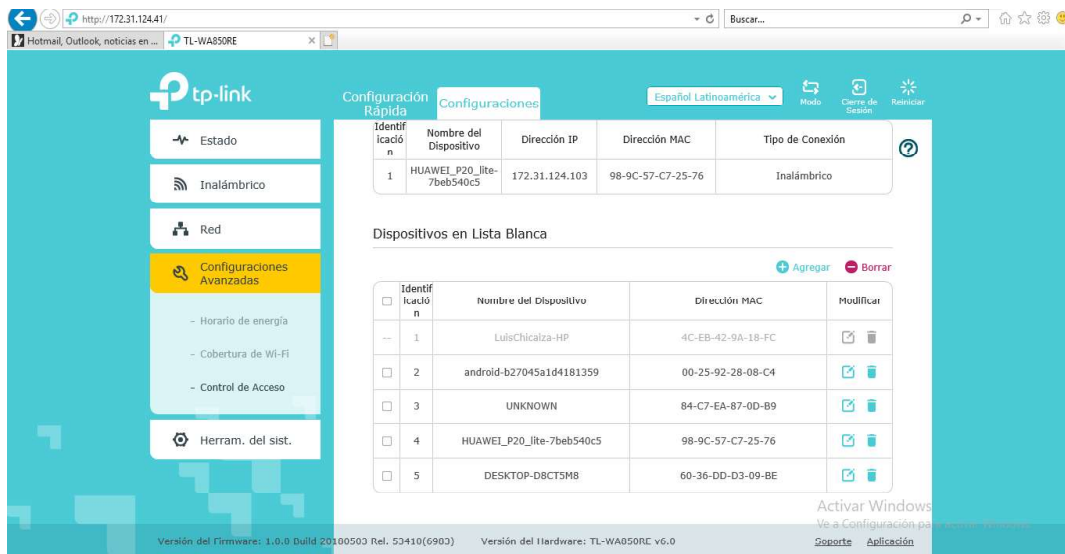 http://172.31.124.41/
Buscar...
Hotmail, Outlook, noticias en ...
TL-WA850RE
tp-link
Configuración Rápida
Configuraciones
Español Latinoamérica
Modo
Cierre de Sesión
Reiniciar
Estado
Inalámbrico
Red
Configuraciones Avanzadas
- Horario de energía
- Cobertura de Wi-Fi
- Control de Acceso
Herram. del sist.
Identificación Nombre del Dispositivo Dirección IP Dirección MAC Tipo de Conexión
1 HUAWEI_P20_lite-7beb540c5 172.31.124.103 98-9C-57-C7-25-76 Inalámbrico
Dispositivos en Lista Blanca
Agregar Borrar
Identificación Nombre del Dispositivo Dirección MAC Modificar
-- 1 LuisChicaiza-HP 4C-EB-42-9A-18-FC
2 android-b27045a1d4181359 00-25-92-28-08-C4
3 UNKNOWN 84-C7-EA-87-0D-B9
4 HUAWEI_P20_lite-7beb540c5 98-9C-57-C7-25-76
5 DESKTOP-D8CT5M8 60-36-DD-D3-09-BE
Activar Windows
Ve a Configuración para activar Windows.
Versión del Firmware: 1.0.0 Build 20180503 Rel. 53410(6983) Versión del Hardware: TL-WA850RE v6.0
Soporte Aplicación